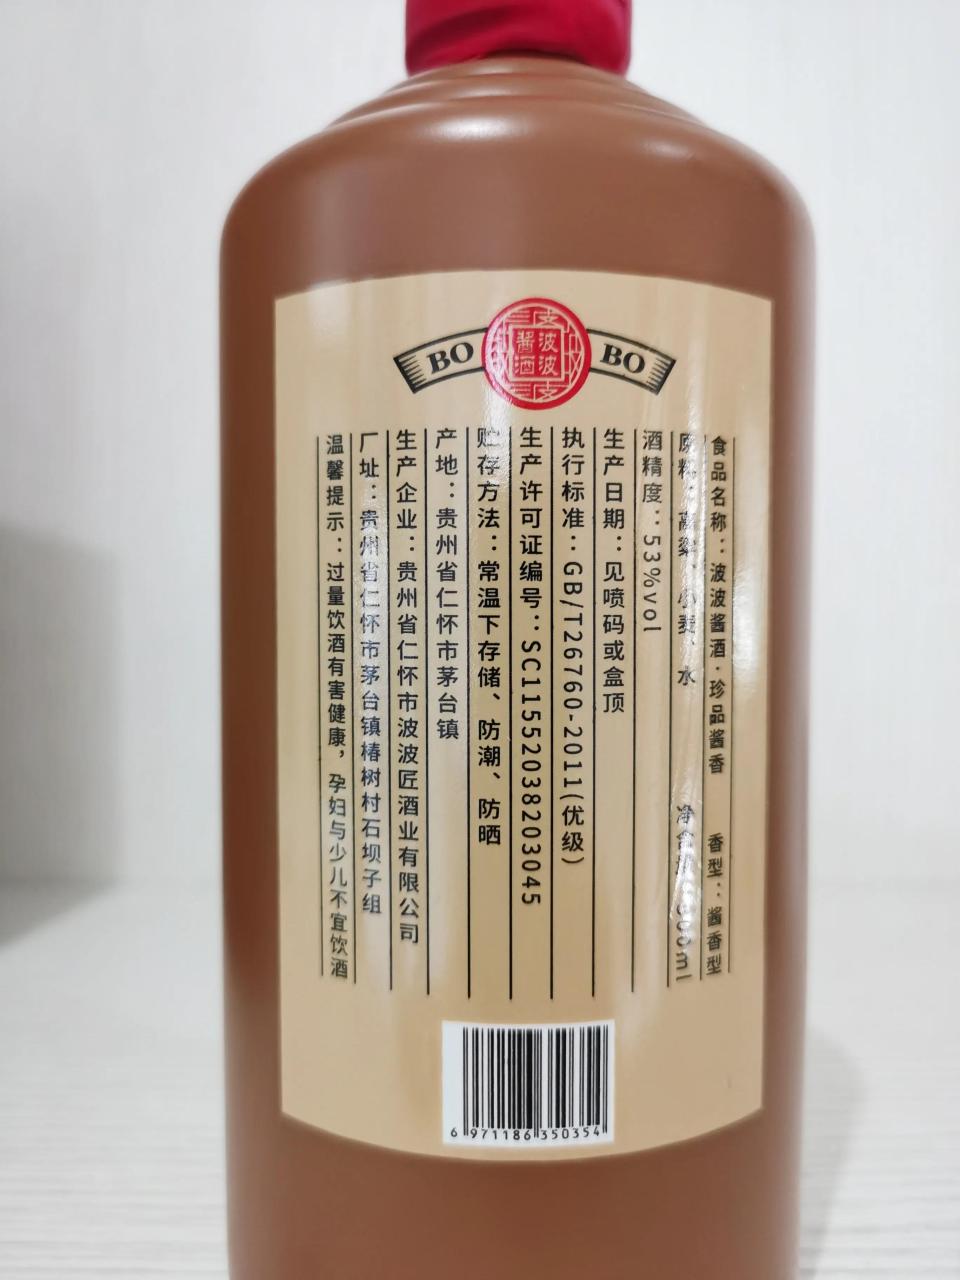 BO
波波
酱酒
BO
食品名称：波波酱酒·珍品酱香 香型：酱香型
原料：高粱、小麦、水 净含量：500ml
酒精度：53%vol
生产日期：见喷码或盒顶
执行标准：GB/T26760-2011(优级)
生产许可证编号：SC11552038203045
贮存方法：常温下存储、防潮、防晒
产地：贵州省仁怀市茅台镇
生产企业：贵州省仁怀市波波匠酒业有限公司
厂址：贵州省仁怀市茅台镇椿树村石坝子组
温馨提示：过量饮酒有害健康，孕妇与少儿不宜饮酒
6 971186 350354